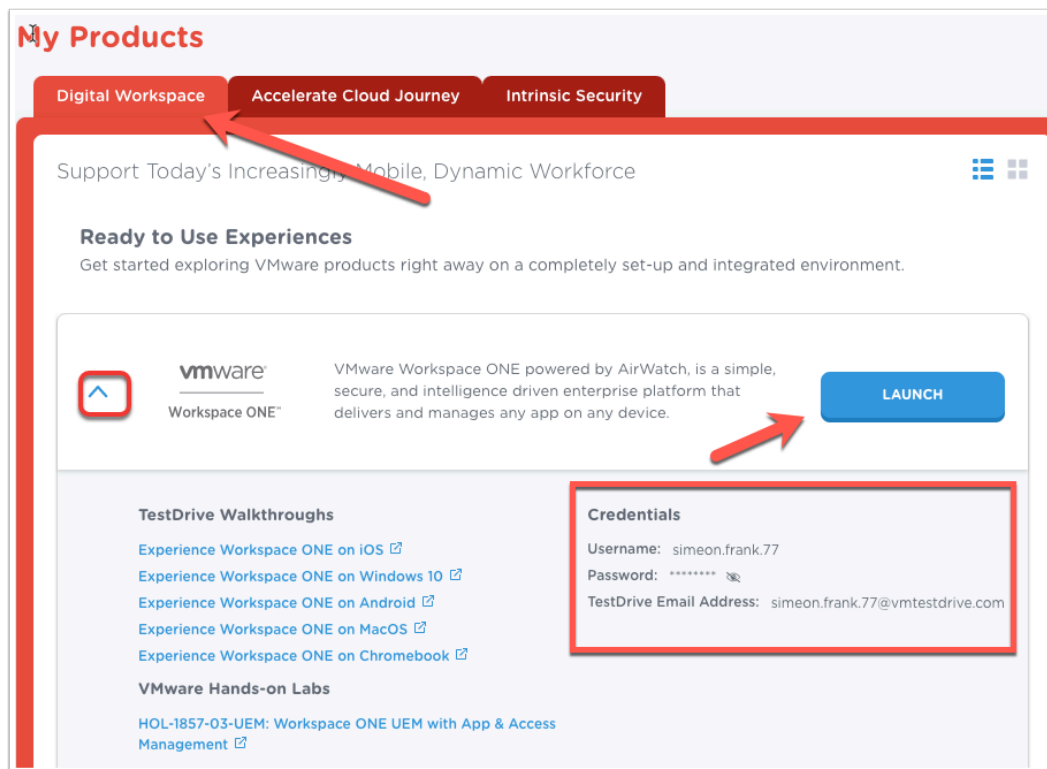 My Products
Digital Workspace
Accelerate Cloud Journey
Intrinsic Security
Support Today's Increasingly Mobile, Dynamic Workforce
Ready to Use Experiences
Get started exploring VMware products right away on a completely set-up and integrated environment.
vmware®
Workspace ONE™
VMware Workspace ONE powered by AirWatch, is a simple,
secure, and intelligence driven enterprise platform that
delivers and manages any app on any device.
LAUNCH
TestDrive Walkthroughs
Experience Workspace ONE on iOS
Experience Workspace ONE on Windows 10
Experience Workspace ONE on Android
Experience Workspace ONE on MacOS
Experience Workspace ONE on Chromebook
VMware Hands-on Labs
HOL-1857-03-UEM: Workspace ONE UEM with App & Access
Management
Credentials
Username: simeon.frank.77
Password: ********
TestDrive Email Address: simeon.frank.77@vmtestdrive.com